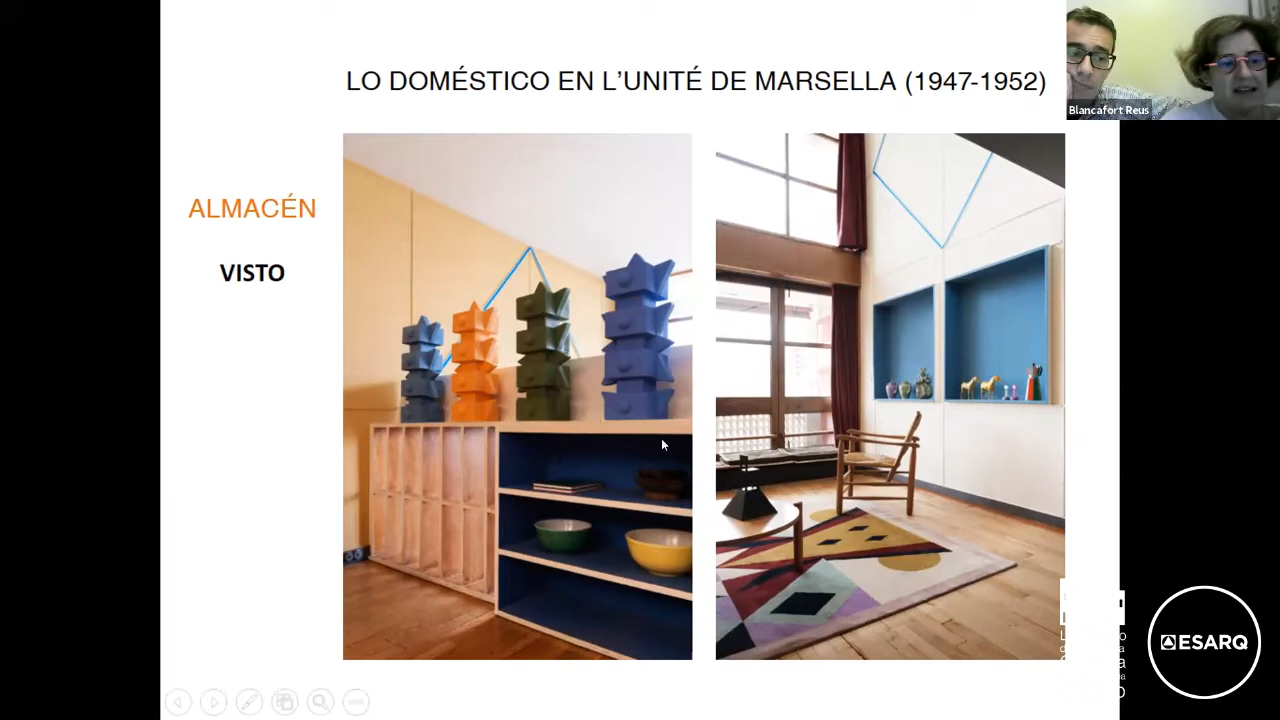 LO DOMÉSTICO EN L’UNITÉ DE MARSELLA (1947-1952)
Blancafort Reus
ALMACÉN
VISTO
ESARQ